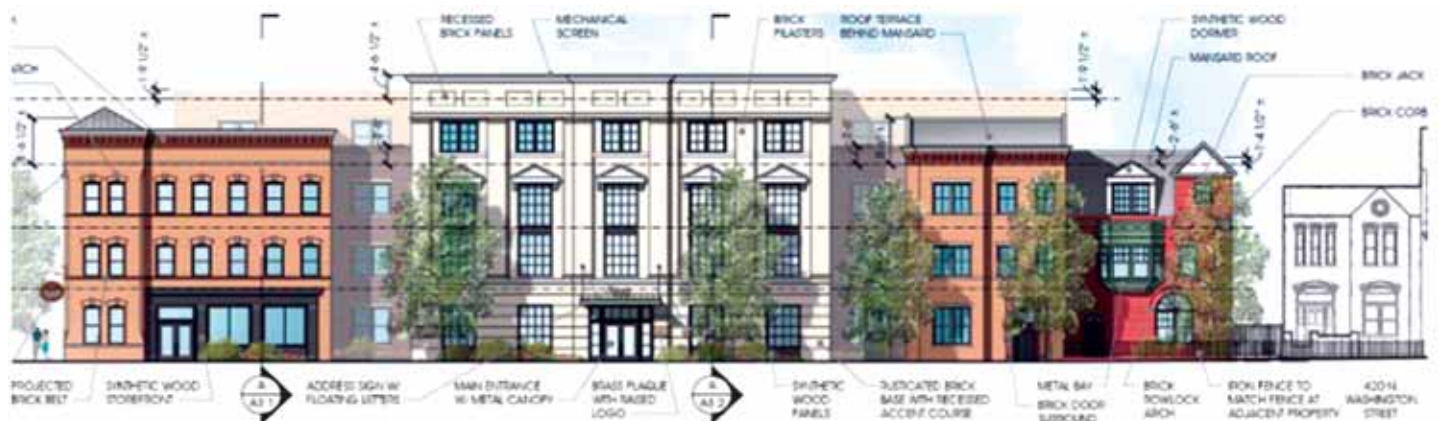 RECESSED
BRICK PANELS
MECHANICAL
SCREEN
BRICK
PILASTERS
ROOF TERRACE
BEHIND MANSARD
SYNTHETIC WOOD
DORMER
MANSARD ROOF
BRICK JACK
BRICK CORB
ARCH
PROJECTED
BRICK BELT
SYNTHETIC WOOD
STOREFRONT
A
ADDRESS SIGN W/
FLOATING LETTERS
MAIN ENTRANCE
W/ METAL CANOPY
BRASS PLAQUE
WITH RAISED
LOGO
A
SYNTHETIC
WOOD
PANELS
RUSTICATED BRICK
BASE WITH RECESSED
ACCENT COURSE
METAL BAY
BRICK DOOR
SURROUND
BRICK
ROWLOCK
ARCH
IRON FENCE TO
MATCH FENCE AT
ADJACENT PROPERTY
420 N
WASHINGTON
STREET